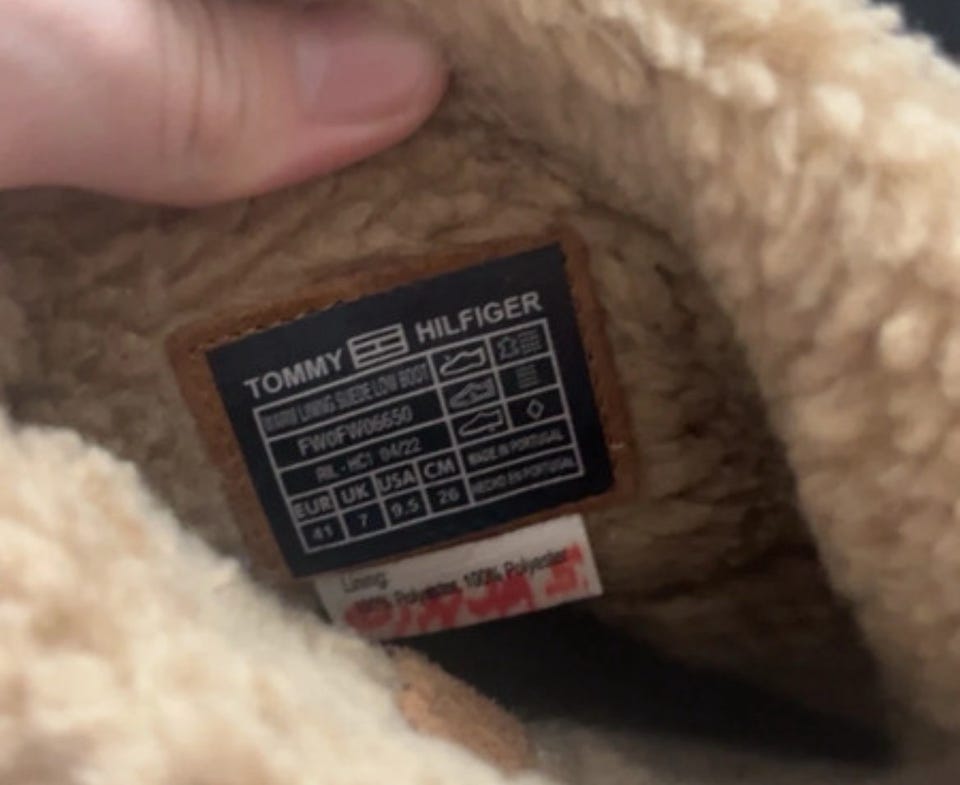 TOMMY HILFIGER
WARM LINING SUEDE LOW BOOT
FW0FW06650
04/22
EUR UK USA CM
41 7 9.5 26
MADE IN PORTUGAL
HECHO EN PORTUGAL
Lining:
100% Polyester 100% Polyester